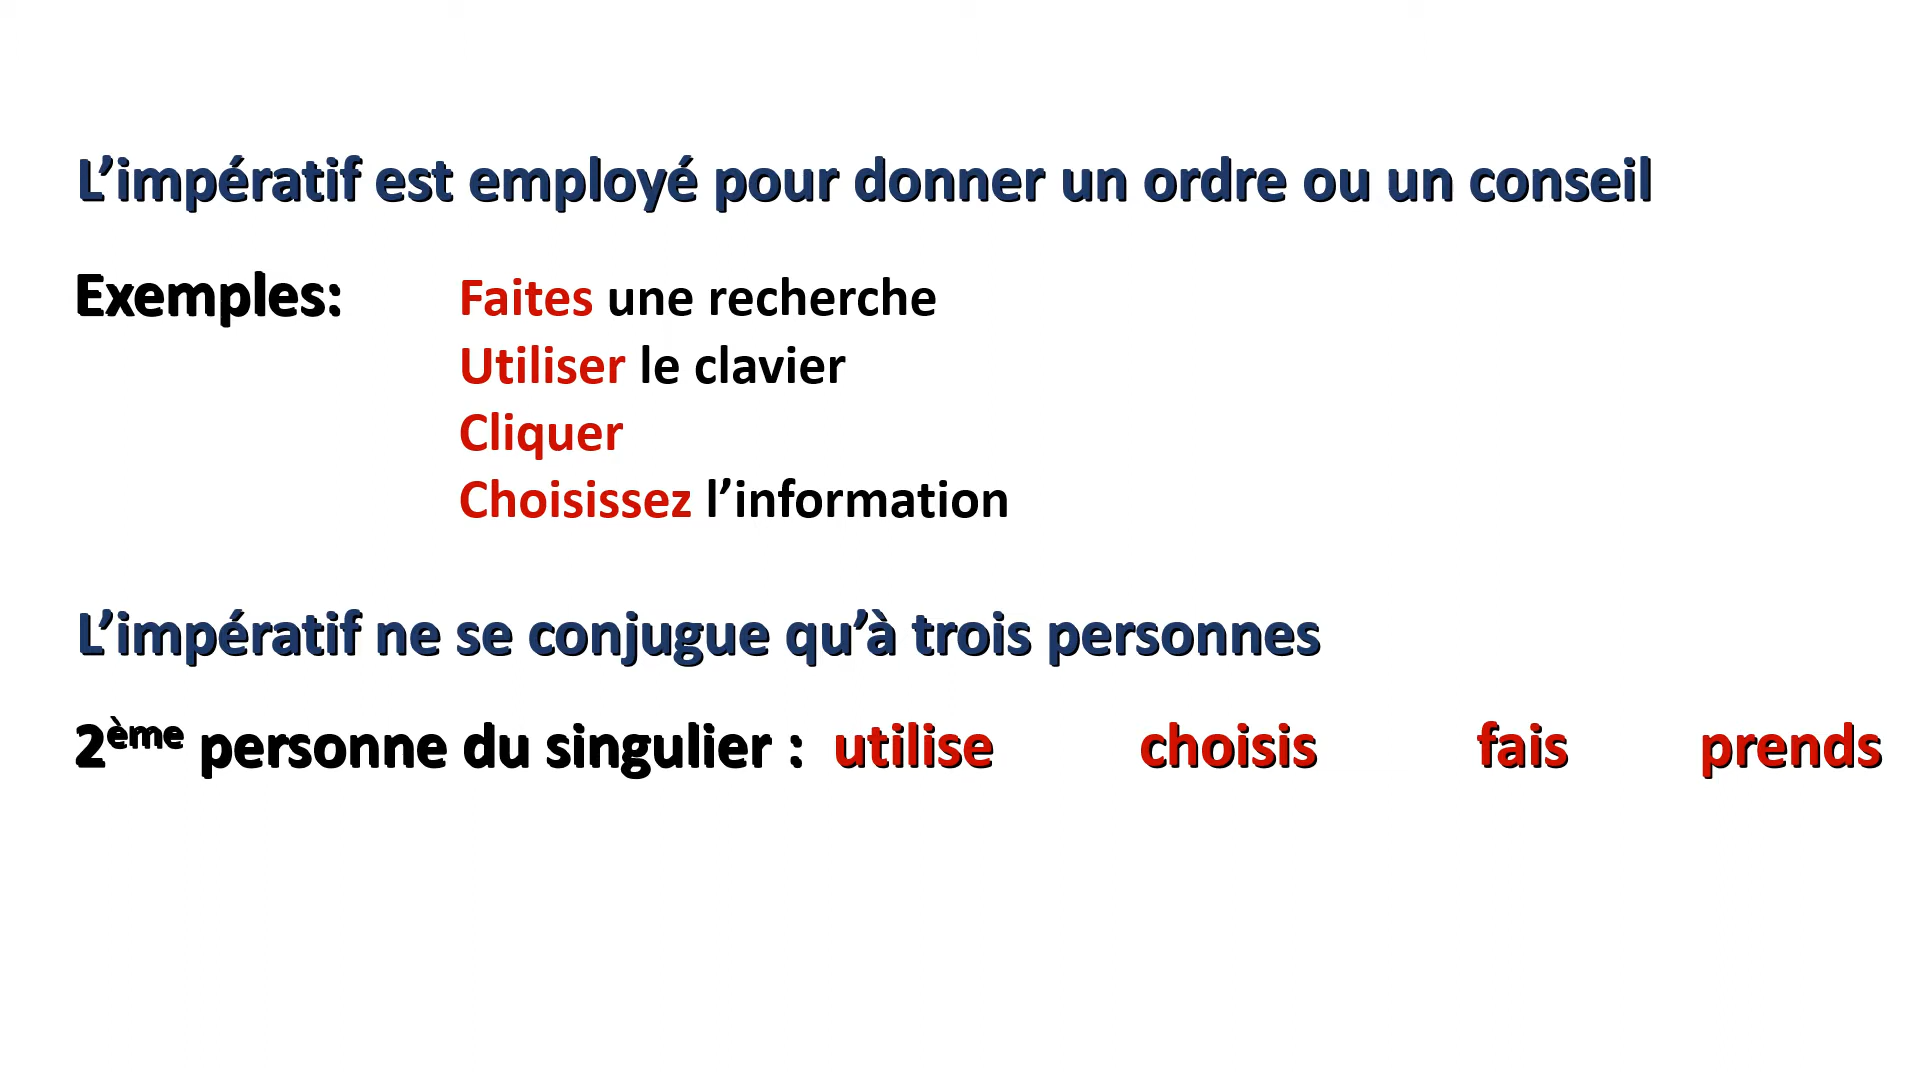 L’impératif est employé pour donner un ordre ou un conseil
Exemples: Faites une recherche
Utiliser le clavier
Cliquer
Choisissez l’information
L’impératif ne se conjugue qu’à trois personnes
2ème personne du singulier : utilise choisis fais prends